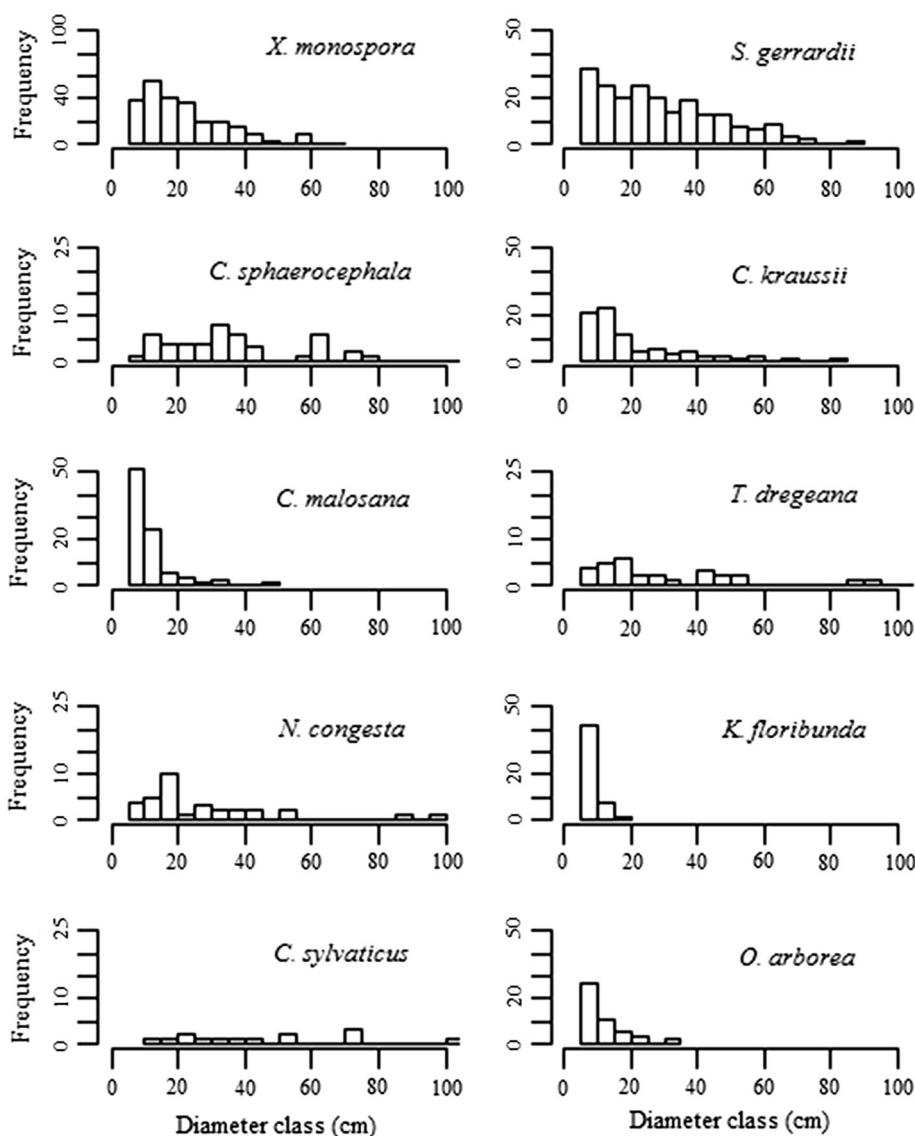 X. monospora
Frequency
100
40
0
0 20 40 60 80 100
S. gerrardii
50
20
0
0 20 40 60 80 100
C. sphaerocephala
Frequency
25
10
0
0 20 40 60 80 100
C. kraussii
50
20
0
0 20 40 60 80 100
C. malosana
Frequency
50
20
0
0 20 40 60 80 100
T. dregeana
25
10
0
0 20 40 60 80 100
N. congesta
Frequency
25
10
0
0 20 40 60 80 100
K. floribunda
50
20
0
0 20 40 60 80 100
C. sylvaticus
Frequency
25
10
0
0 20 40 60 80 100
Diameter class (cm)
O. arborea
50
20
0
0 20 40 60 80 100
Diameter class (cm)